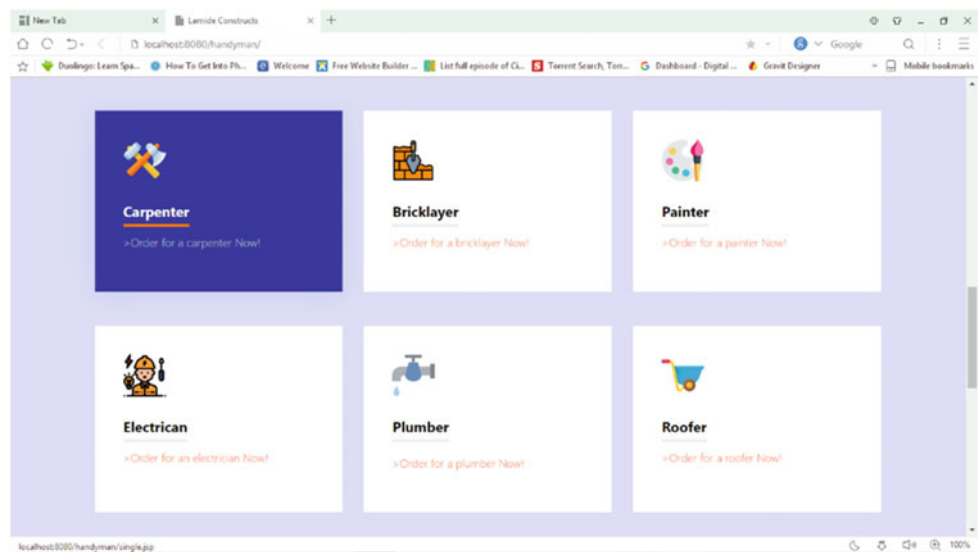 New Tab
Lemide Constructs
localhost:8080/handyman/
Google
Duolingo: Learn Spa...
How To Get Into Ph...
Welcome
Free Website Builder ...
List full episode of Ci...
Torrent Search, Torr...
Dashboard - Digital ...
Gravit Designer
Mobile bookmarks
Carpenter
Bricklayer
Painter
>Order for a carpenter Now!
>Order for a bricklayer Now!
>Order for a painter Now!
Electrican
Plumber
Roofer
>Order for an electrician Now!
>Order for a plumber Now!
>Order for a roofer Now!
localhost:8080/handyman/single.jsp
100%